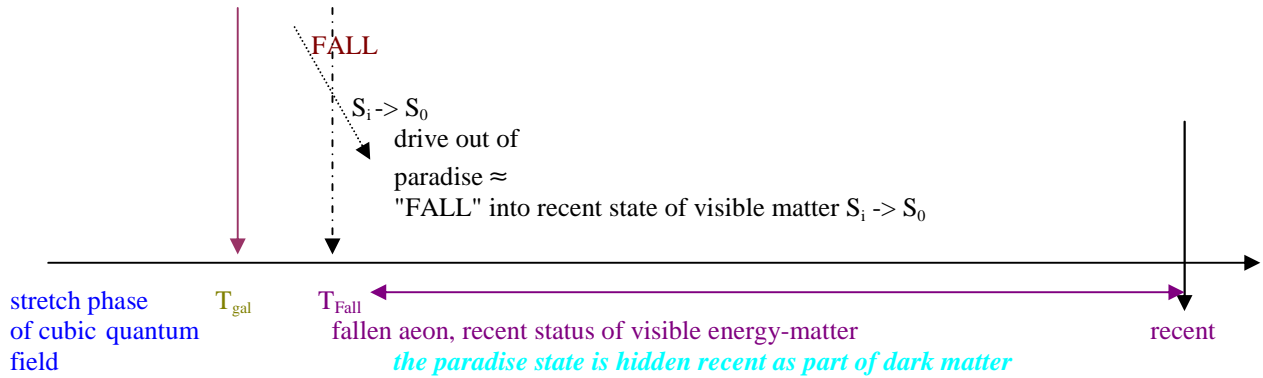 FALL
Si -> S0
drive out of
paradise ≈
"FALL" into recent state of visible matter Si -> S0
stretch phase
of cubic quantum
field
Tgal
TFall
fallen aeon, recent status of visible energy-matter
recent
the paradise state is hidden recent as part of dark matter